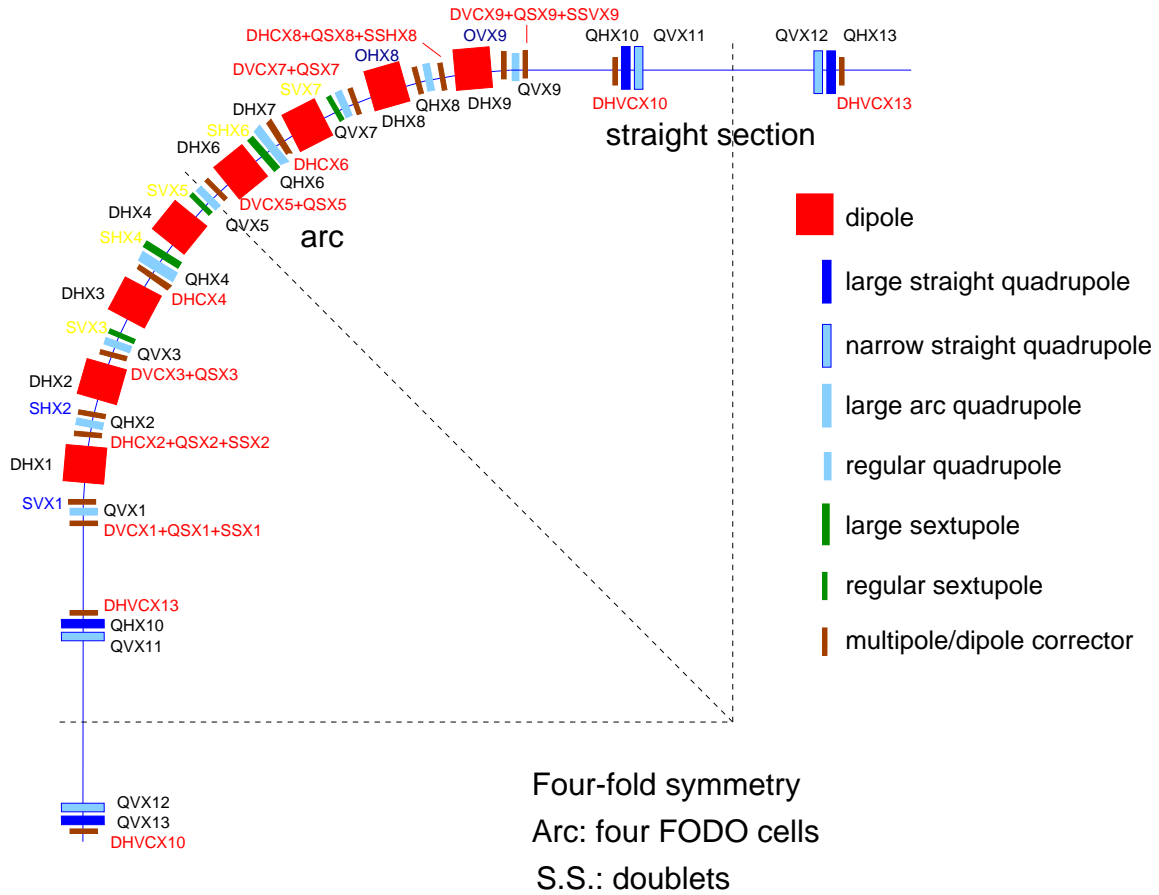 DVCX9+QSX9+SSVX9
DHCX8+QSX8+SSHX8
OVX9
QHX10
QVX11
QVX12
QHX13
OHX8
DVCX7+QSX7
SVX7
QVX9
DHX9
QHX8
DHX8
DHVCX10
DHVCX13
DHX7
SHX6
QVX7
straight section
DHX6
DHCX6
QHX6
SVX5
DVCX5+QSX5
QVX5
arc
DHX4
SHX4
QHX4
DHCX4
DHX3
SVX3
QVX3
DVCX3+QSX3
DHX2
SHX2
QHX2
DHCX2+QSX2+SSX2
DHX1
SVX1
QVX1
DVCX1+QSX1+SSX1
DHVCX13
QHX10
QVX11
QVX12
QVX13
DHVCX10
dipole
large straight quadrupole
narrow straight quadrupole
large arc quadrupole
regular quadrupole
large sextupole
regular sextupole
multipole/dipole corrector
Four-fold symmetry
Arc: four FODO cells
S.S.: doublets